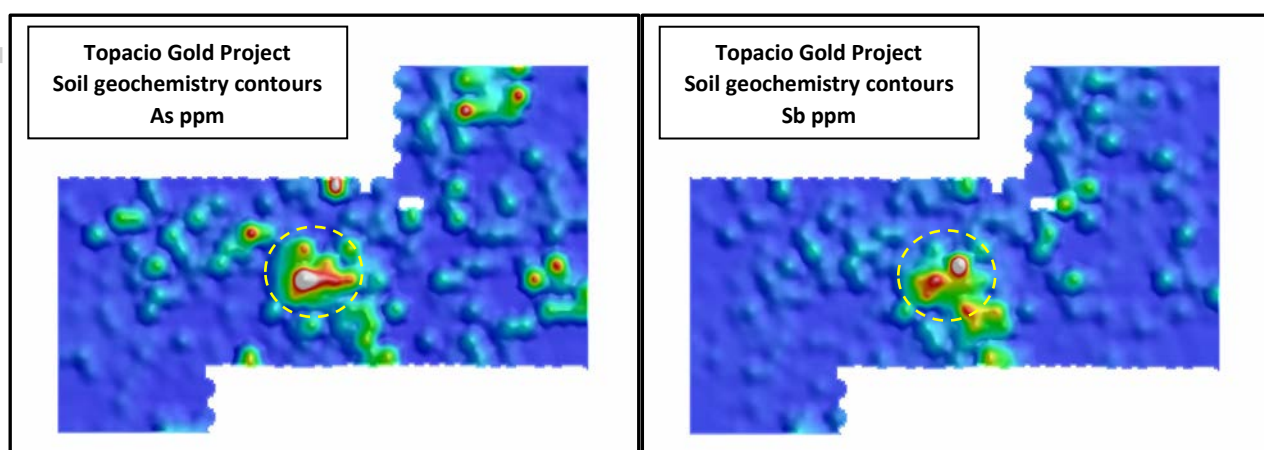 Topacio Gold Project
Soil geochemistry contours
As ppm
Topacio Gold Project
Soil geochemistry contours
Sb ppm